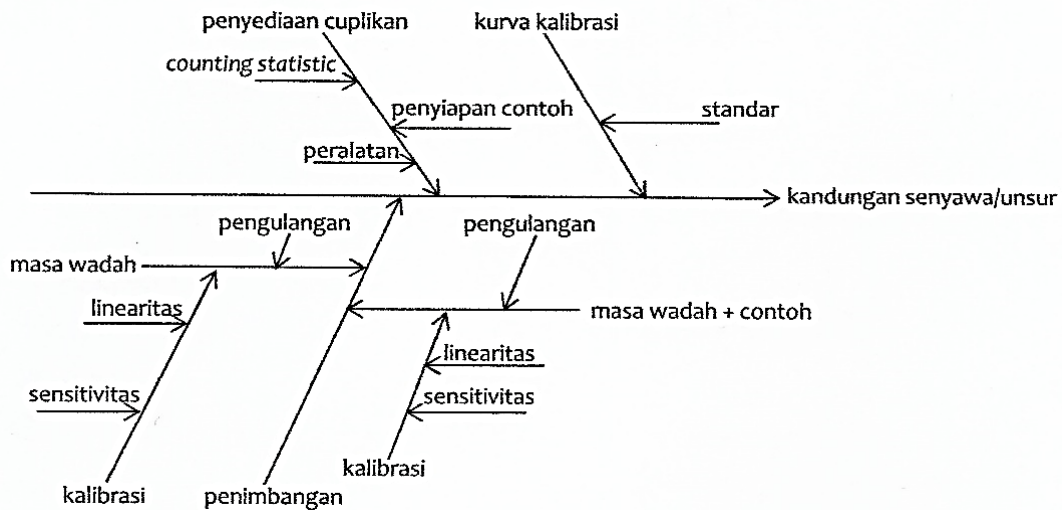 penyediaan cuplikan
kurva kalibrasi
counting statistic
penyiapan contoh
standar
peralatan
kandungan senyawa/unsur
pengulangan
pengulangan
masa wadah
linearitas
masa wadah + contoh
linearitas
sensitivitas
sensitivitas
kalibrasi
kalibrasi
penimbangan